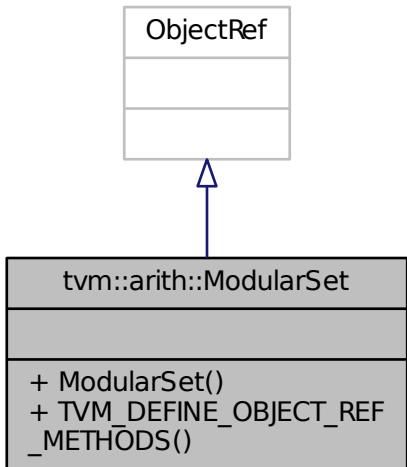 ObjectRef
tvm::arith::ModularSet
+ ModularSet()
+ TVM_DEFINE_OBJECT_REF
_METHODS()